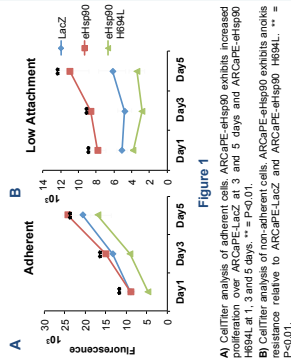 A
Adherent
30
25
20
15
10
5
0
10³
Fluorescence
Day1
Day3
Day5
**
**
**
B
Low Attachment
14
12
10
8
6
4
2
0
10³
Day1
Day3
Day5
**
**
**
LacZ
eHsp90
eHsp90
H694L
Figure 1
A) CellTiter analysis of adherent cells. ARCaPE-eHsp90 exhibits increased
proliferation over ARCaPE-LacZ at 3 and 5 days and ARCaPE-eHsp90
H694L at 1, 3 and 5 days. ** = P<0.01.
B) CellTiter analysis of non-adherent cells. ARCaPE-eHsp90 exhibits anoikis
resistance relative to ARCaPE-LacZ and ARCaPE-eHsp90 H694L. ** =
P<0.01.